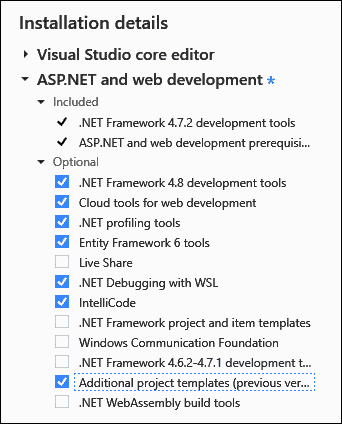 Installation details
Visual Studio core editor
ASP.NET and web development *
Included
.NET Framework 4.7.2 development tools
ASP.NET and web development prerequisi...
Optional
.NET Framework 4.8 development tools
Cloud tools for web development
.NET profiling tools
Entity Framework 6 tools
Live Share
.NET Debugging with WSL
IntelliCode
.NET Framework project and item templates
Windows Communication Foundation
.NET Framework 4.6.2-4.7.1 development t...
Additional project templates (previous ver...
.NET WebAssembly build tools